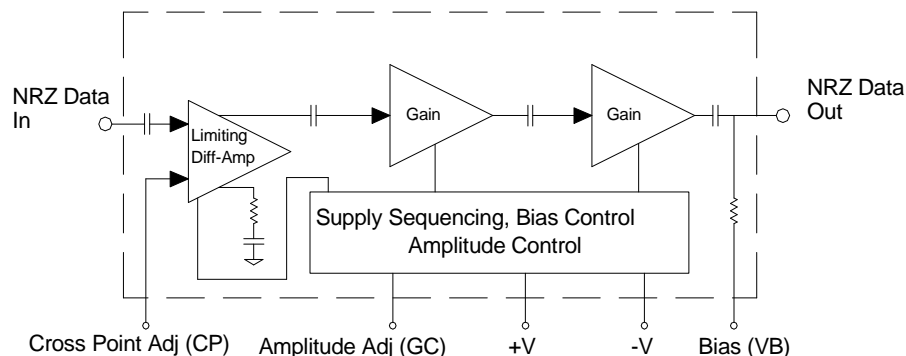 NRZ Data
In
Limiting
Diff-Amp
Gain
Gain
NRZ Data
Out
Supply Sequencing, Bias Control
Amplitude Control
Cross Point Adj (CP)
Amplitude Adj (GC)
+V
-V
Bias (VB)